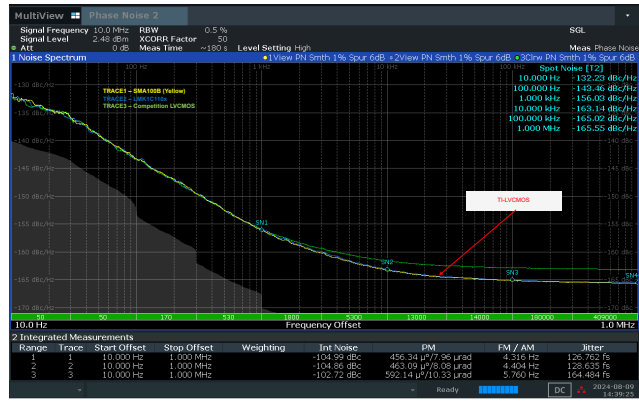 MultiView Phase Noise 2
Signal Frequency 10.0 MHz RBW 0.5 % SGL
Signal Level 2.48 dBm XCORR Factor 50
Att 0 dB Meas Time ~180 s Level Setting High Meas Phase Noise
1 Noise Spectrum 1View PN Smth 1% Spur 6dB 2View PN Smth 1% Spur 6dB 3Clrw PN Smth 1% Spur 6dB
100 Hz 1 kHz 10 kHz 100 kHz
Spot Noise [T2]
10.000 Hz -132.23 dBc/Hz
100.000 Hz -143.46 dBc/Hz
1.000 kHz -156.03 dBc/Hz
10.000 kHz -163.14 dBc/Hz
100.000 kHz -165.02 dBc/Hz
1.000 MHz -165.55 dBc/Hz
-130 dBc/Hz
TRACE1 – SMA100B (Yellow)
TRACE2 – LMK1C110x
TRACE3 – Competition LVCMOS
-135 dBc/Hz
-140 dBc/Hz
-145 dBc/Hz
-150 dBc/Hz
TI-LVCMOS
-155 dBc/Hz
SN1
-160 dBc/Hz
SN2
SN3
SN4
-165 dBc/Hz
-170 dBc/Hz
50 50 170 530 1800 5300 13000 14000 180000 409000
10.0 Hz Frequency Offset 1.0 MHz
2 Integrated Measurements
Range Trace Start Offset Stop Offset Weighting Int Noise PM FM / AM Jitter
1 1 10.000 Hz 1.000 MHz -104.99 dBc 456.34 µ°/7.96 µrad 4.316 Hz 126.762 fs
2 2 10.000 Hz 1.000 MHz -104.86 dBc 463.09 µ°/8.08 µrad 4.404 Hz 128.635 fs
3 3 10.000 Hz 1.000 MHz -102.72 dBc 592.14 µ°/10.33 µrad 5.760 Hz 164.484 fs
Ready DC 2024-08-09
14:39:25